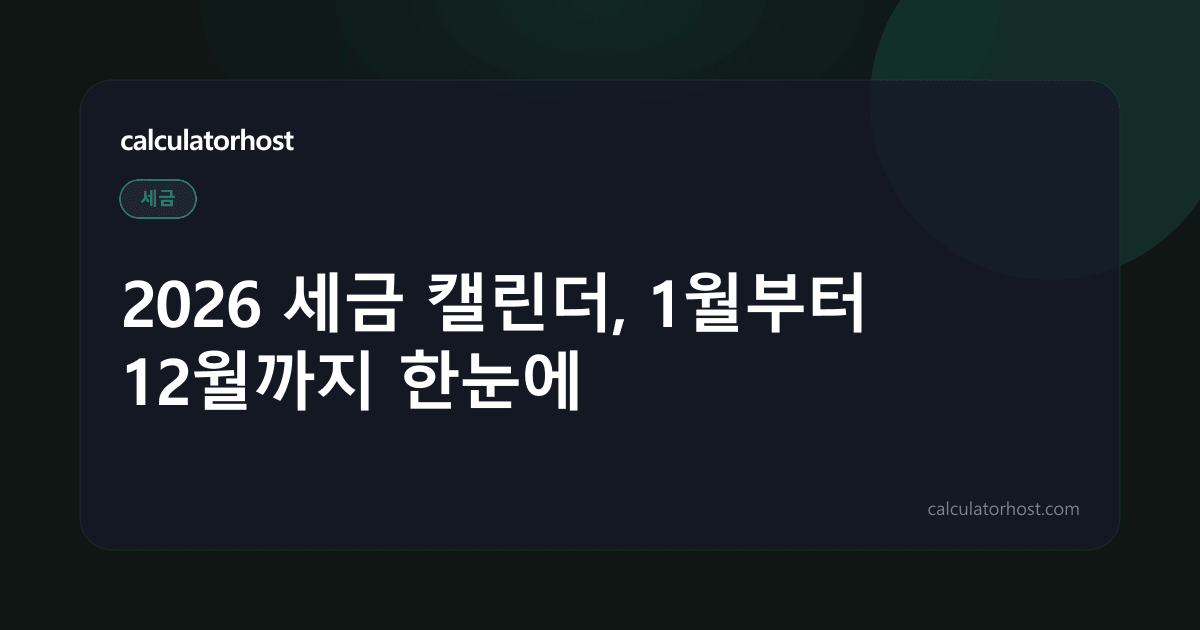 calculatorhost
세금
2026 세금 캘린더, 1월부터
12월까지 한눈에
calculatorhost.com